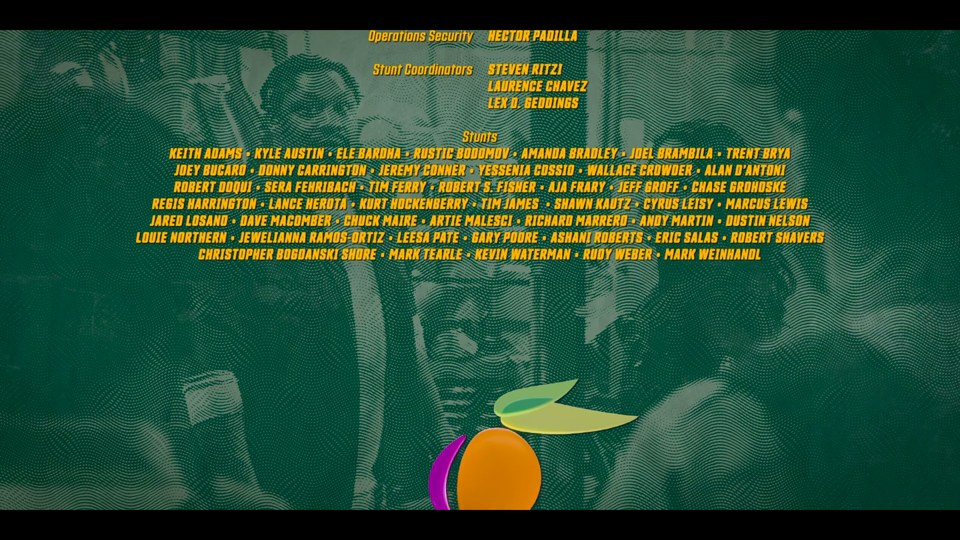 Operations Security HECTOR PADILLA
Stunt Coordinators STEVEN RITZI
LAURENCE CHAVEZ
LEX D. GEDDINGS
Stunts
KEITH ADAMS • KYLE AUSTIN • ELE BARDHA • RUSTIC BODOMOV • AMANDA BRADLEY • JOEL BRAMBILA • TRENT BRYA
JOEY BUCARO • DONNY CARRINGTON • JEREMY CONNER • YESSENIA COSSIO • WALLACE CROWDER • ALAN D'ANTONI
ROBERT DOQUI • SERA FEHRIBACH • TIM FERRY • ROBERT S. FISHER • AJA FRARY • JEFF GROFF • CHASE GROHOSKE
REGIS HARRINGTON • LANCE HEROTA • KURT HOCKENBERRY • TIM JAMES • SHAWN KAUTZ • CYRUS LEISY • MARCUS LEWIS
JARED LOSANO • DAVE MACOMBER • CHUCK MAIRE • ARTIE MALESCI • RICHARD MARRERO • ANDY MARTIN • DUSTIN NELSON
LOUIE NORTHERN • JEWELIANNA RAMOS-ORTIZ • LEESA PATE • GARY POORE • ASHANI ROBERTS • ERIC SALAS • ROBERT SHAVERS
CHRISTOPHER BOGDANSKI SHORE • MARK TEARLE • KEVIN WATERMAN • RUDY WEBER • MARK WEINHANDL